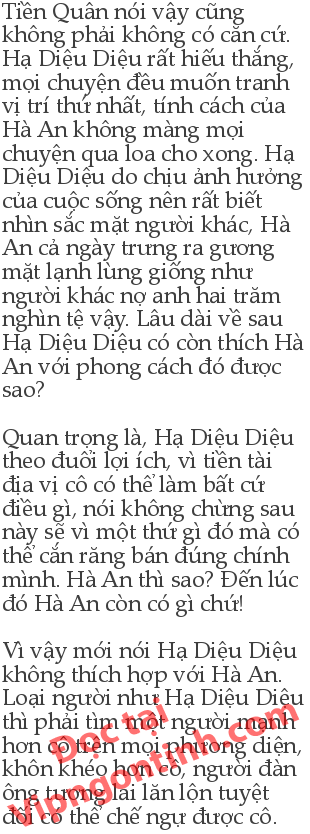 Tiền Quân nói vậy cũng
không phải không có căn cứ.
Hạ Diệu Diệu rất hiếu thắng,
mọi chuyện đều muốn tranh
vị trí thứ nhất, tính cách của
Hà An không màng mọi
chuyện qua loa cho xong. Hạ
Diệu Diệu do chịu ảnh hưởng
của cuộc sống nên rất biết
nhìn sắc mặt người khác, Hà
An cả ngày trưng ra gương
mặt lạnh lùng giống như
người khác nợ anh hai trăm
nghìn tệ vậy. Lâu dài về sau
Hạ Diệu Diệu có còn thích Hà
An với phong cách đó được
sao?

Quan trọng là, Hạ Diệu Diệu
theo đuổi lợi ích, vì tiền tài
địa vị cô có thể làm bất cứ
điều gì, nói không chừng sau
này sẽ vì một thứ gì đó mà có
thể cắn răng bán đúng chính
mình. Hà An thì sao? Đến lúc
đó Hà An còn có gì chứ!

Vì vậy mới nói Hạ Diệu Diệu
không thích hợp với Hà An.
Loại người như Hạ Diệu Diệu
thì phải tìm một người mạnh
hơn cô trên mọi phương diện,
khôn khéo hơn cô, người đàn
ông tương lai lăn lộn tuyệt
đối có thể chế ngự được cô.
Đọc tại
Vipngontinh.com